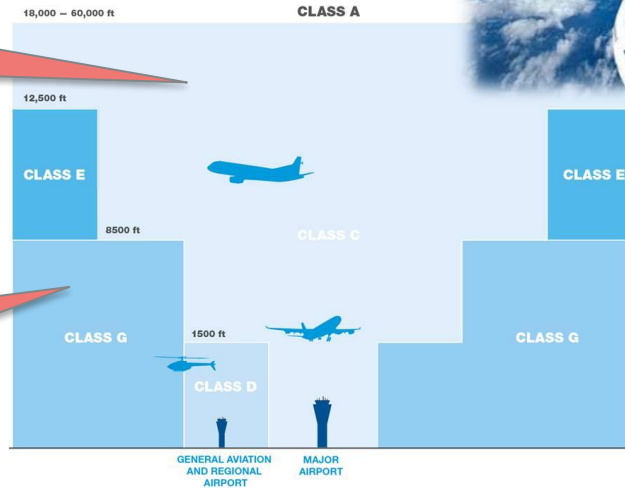 18,000 – 60,000 ft
CLASS A
12,500 ft
CLASS E
CLASS E
8500 ft
CLASS C
CLASS G
1500 ft
CLASS G
CLASS D
GENERAL AVIATION
AND REGIONAL
AIRPORT
MAJOR
AIRPORT